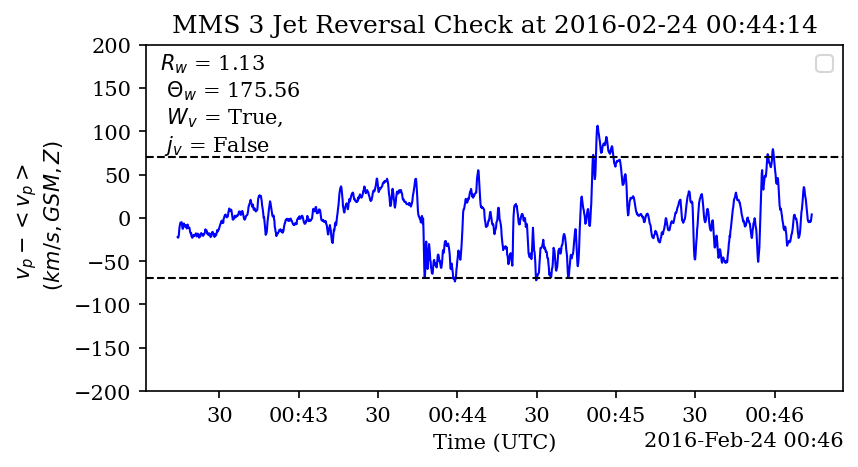 MMS 3 Jet Reversal Check at 2016-02-24 00:44:14
R_w = 1.13
Θ_w = 175.56
W_v = True,
j_v = False
v_p − < v_p >
(km/s, GSM, Z)
200
150
100
50
0
−50
−100
−150
−200
30 00:43 30 00:44 30 00:45 30 00:46
Time (UTC)
2016-Feb-24 00:46